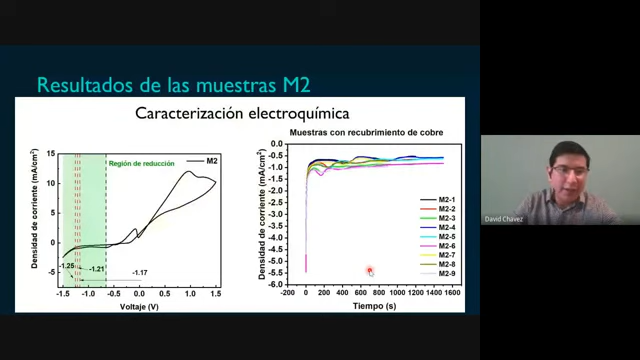 Resultados de las muestras M2
Caracterización electroquímica
Región de reducción
M2
Densidad de corriente (mA/cm²)
15
10
5
0
-5
-1.25
-1.21
-1.17
-1.5 -1.0 -0.5 0.0 0.5 1.0 1.5
Voltaje (V)
Muestras con recubrimiento de cobre
Densidad de corriente (mA/cm²)
0.0
-0.5
-1.0
-1.5
-2.0
-2.5
-3.0
-3.5
-4.0
-4.5
-5.0
-5.5
-6.0
M2-1
M2-2
M2-3
M2-4
M2-5
M2-6
M2-7
M2-8
M2-9
-200 0 200 400 600 800 1000 1200 1400 1600
Tiempo (s)
David Chávez